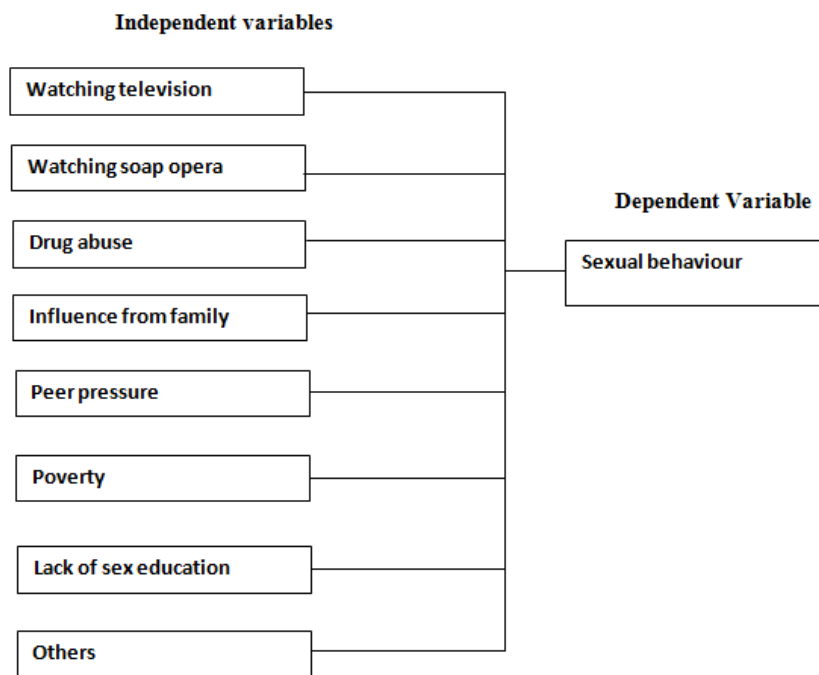 Independent variables
Watching television
Watching soap opera
Drug abuse
Influence from family
Peer pressure
Poverty
Lack of sex education
Others
Dependent Variable
Sexual behaviour